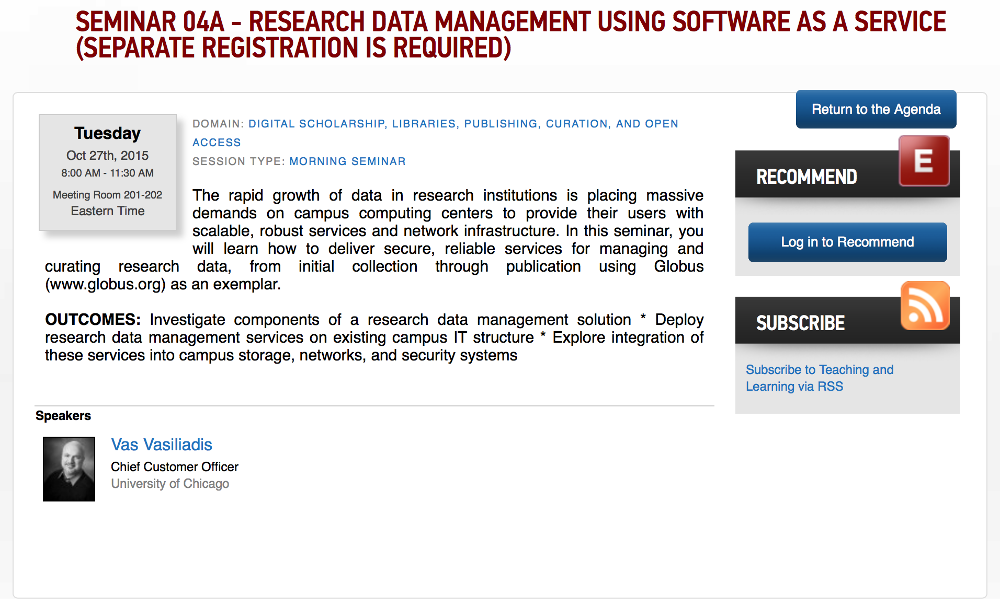 SEMINAR 04A - RESEARCH DATA MANAGEMENT USING SOFTWARE AS A SERVICE
(SEPARATE REGISTRATION IS REQUIRED)
Return to the Agenda
Tuesday
Oct 27th, 2015
8:00 AM - 11:30 AM
Meeting Room 201-202
Eastern Time
DOMAIN: DIGITAL SCHOLARSHIP, LIBRARIES, PUBLISHING, CURATION, AND OPEN
ACCESS
SESSION TYPE: MORNING SEMINAR
The rapid growth of data in research institutions is placing massive
demands on campus computing centers to provide their users with
scalable, robust services and network infrastructure. In this seminar, you
will learn how to deliver secure, reliable services for managing and
curating research data, from initial collection through publication using Globus
(www.globus.org) as an exemplar.
OUTCOMES: Investigate components of a research data management solution * Deploy
research data management services on existing campus IT structure * Explore integration of
these services into campus storage, networks, and security systems
Speakers
Vas Vasiliadis
Chief Customer Officer
University of Chicago
RECOMMEND
E
Log in to Recommend
SUBSCRIBE
Subscribe to Teaching and
Learning via RSS